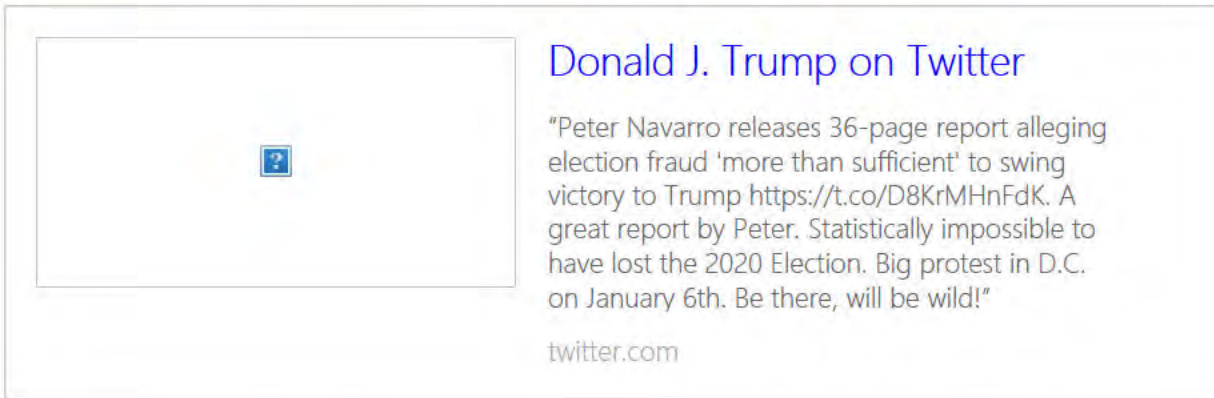 Donald J. Trump on Twitter
“Peter Navarro releases 36-page report alleging
election fraud 'more than sufficient' to swing
victory to Trump https://t.co/D8KrMHnFdK. A
great report by Peter. Statistically impossible to
have lost the 2020 Election. Big protest in D.C.
on January 6th. Be there, will be wild!”
twitter.com